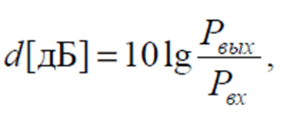 d[дБ] = 10 lg P_вых / P_вх ,